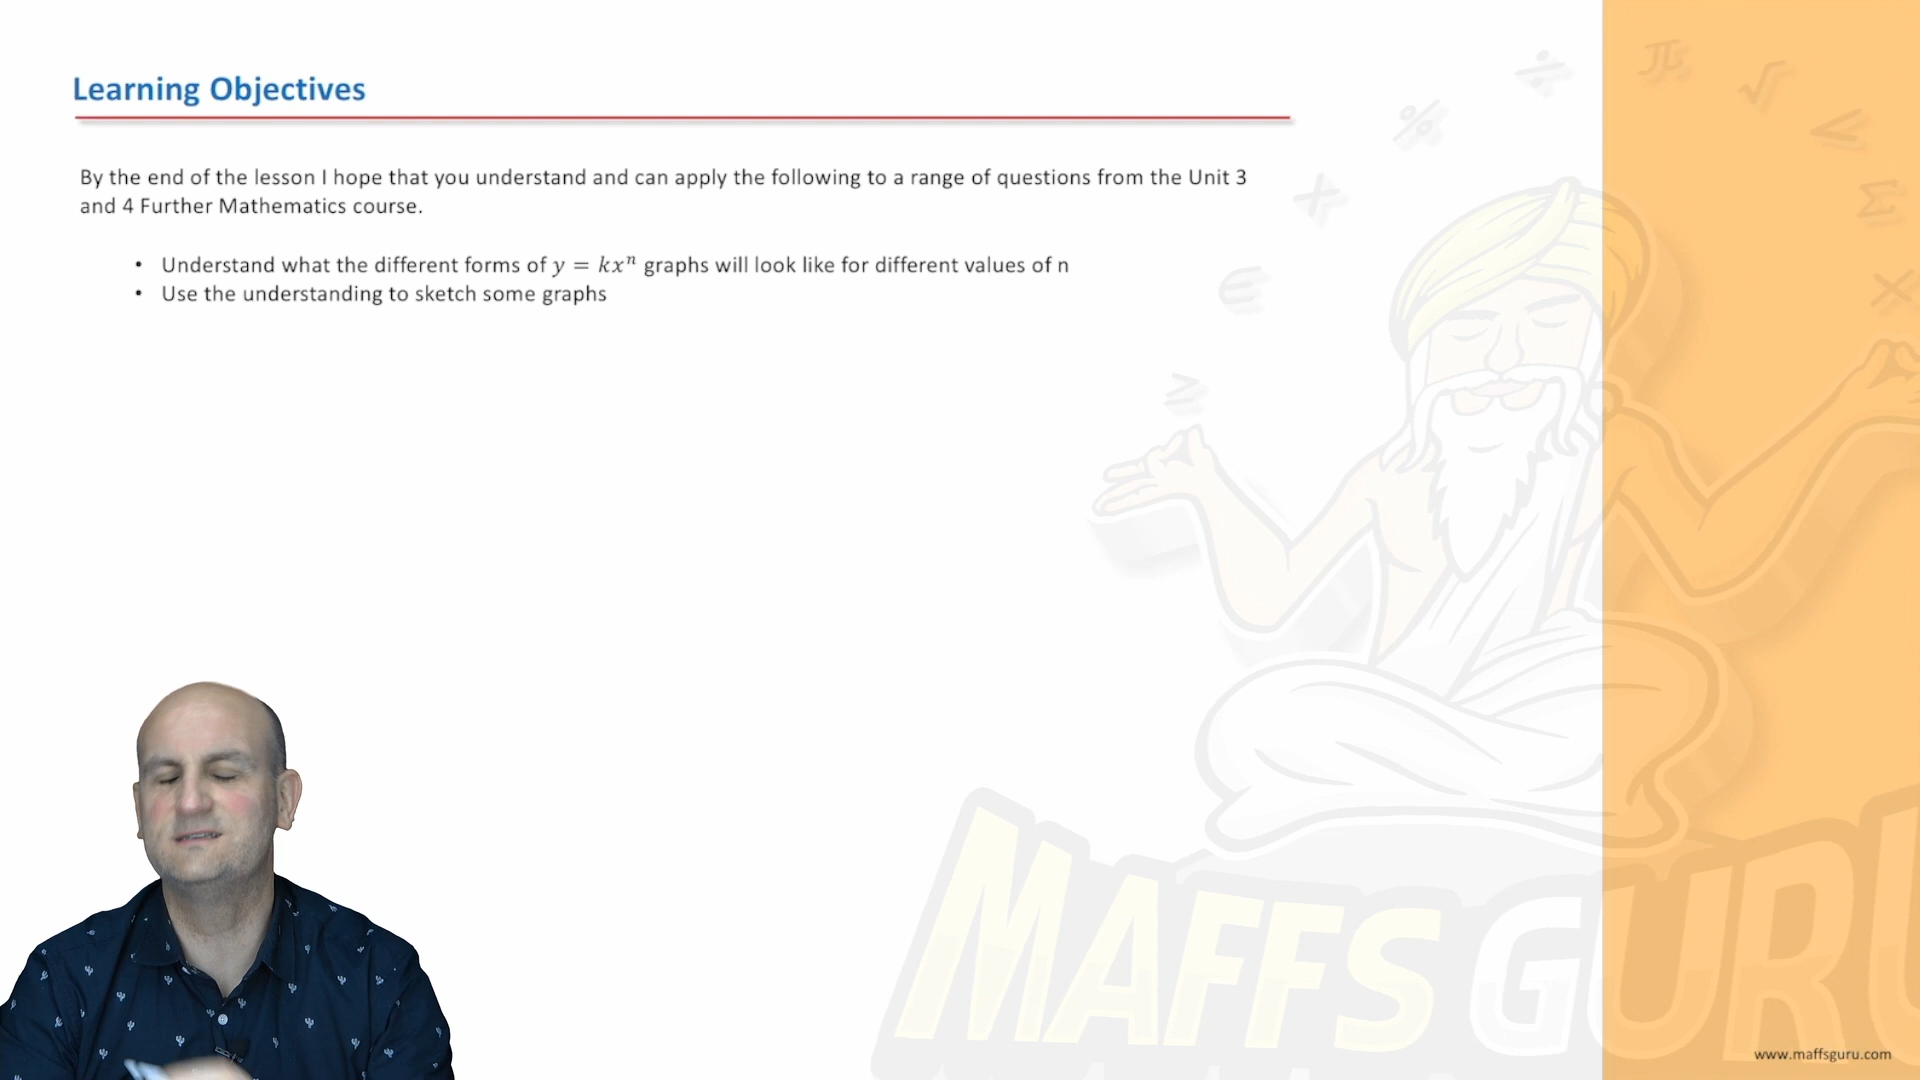 Learning Objectives
By the end of the lesson I hope that you understand and can apply the following to a range of questions from the Unit 3
and 4 Further Mathematics course.
• Understand what the different forms of y = kxⁿ graphs will look like for different values of n
• Use the understanding to sketch some graphs
÷ π √ ≤
% + Σ
∈ ×
≥
MAFFS GURU
www.maffsguru.com